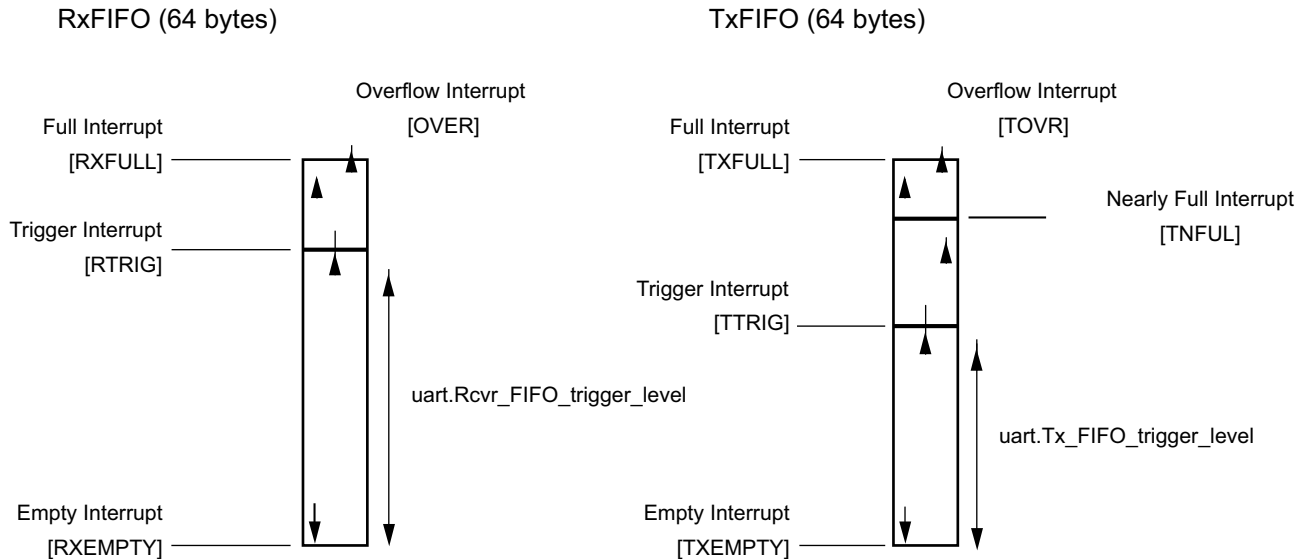 RxFIFO (64 bytes)
Overflow Interrupt
[OVER]
Full Interrupt
[RXFULL]
Trigger Interrupt
[RTRIG]
uart.Rcvr_FIFO_trigger_level
Empty Interrupt
[RXEMPTY]
TxFIFO (64 bytes)
Overflow Interrupt
[TOVR]
Full Interrupt
[TXFULL]
Nearly Full Interrupt
[TNFUL]
Trigger Interrupt
[TTRIG]
uart.Tx_FIFO_trigger_level
Empty Interrupt
[TXEMPTY]